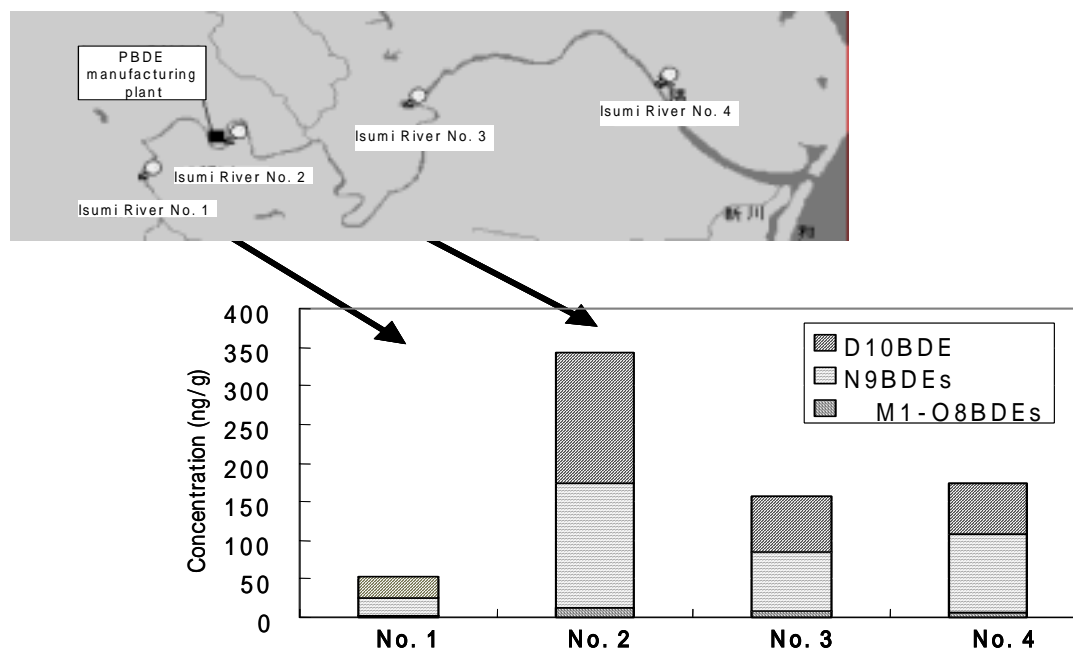 PBDE
manufacturing
plant
Isumi River No. 4
Isumi River No. 3
Isumi River No. 2
Isumi River No. 1
新川
400
350
300
250
200
150
100
50
0
Concentration (ng/g)
D10BDE
N9BDEs
M1-O8BDEs
No. 1
No. 2
No. 3
No. 4